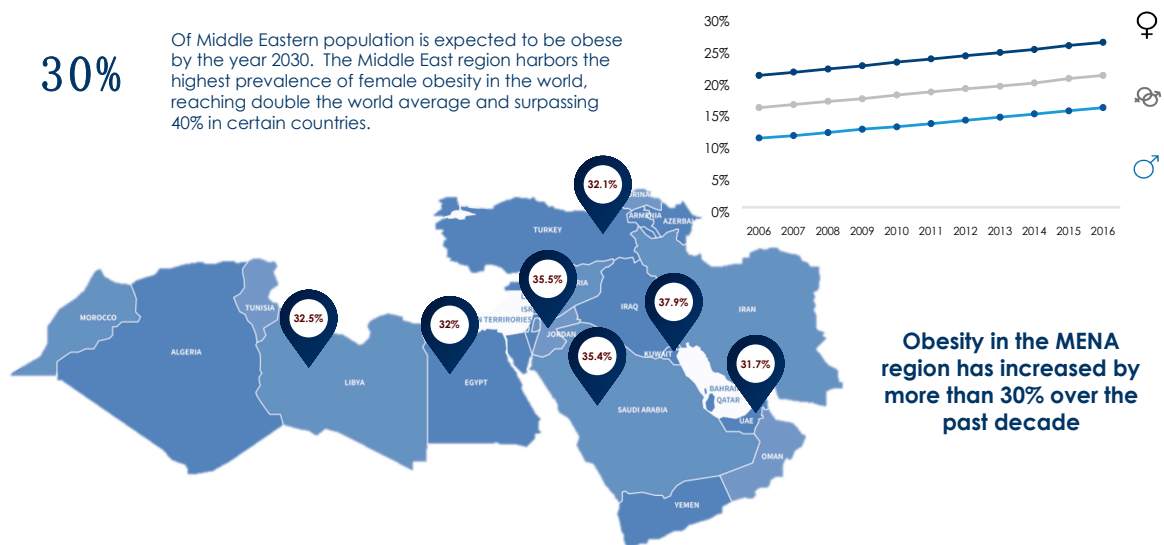 30%
Of Middle Eastern population is expected to be obese
by the year 2030. The Middle East region harbors the
highest prevalence of female obesity in the world,
reaching double the world average and surpassing
40% in certain countries.
30%
25%
20%
15%
10%
5%
0%
2006 2007 2008 2009 2010 2011 2012 2013 2014 2015 2016
32.1%
ARMENIA
AZERBAI
TURKEY
35.5%
RIA
37.9%
IRAQ
IRAN
TUNISIA
MOROCCO
32.5%
32%
ISR
N TERRIRORIES
JORDAN
ALGERIA
LIBYA
EGYPT
35.4%
KUWAIT
31.7%
BAHRAI
QATAR
SAUDI ARABIA
UAE
OMAN
YEMEN
Obesity in the MENA
region has increased by
more than 30% over the
past decade